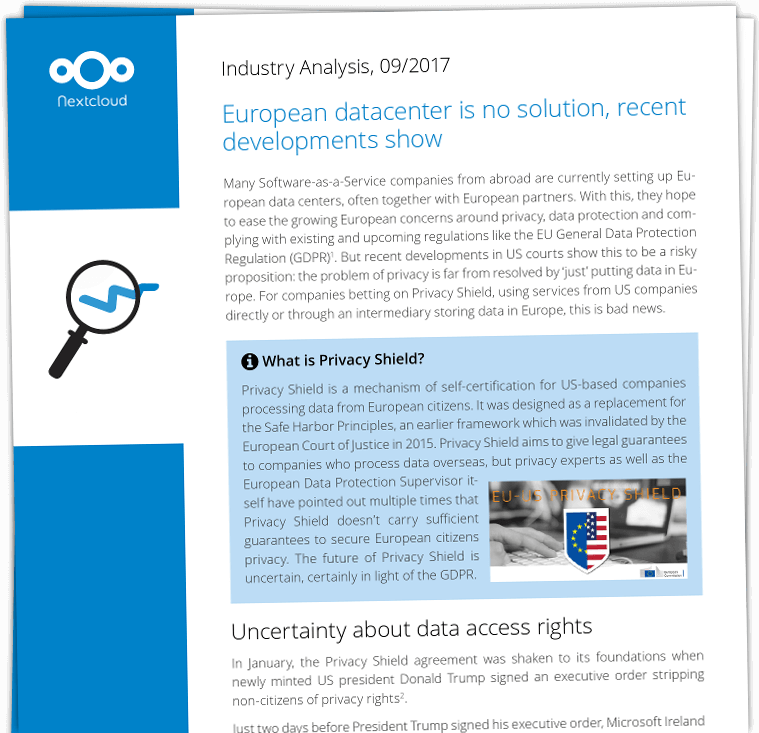 Nextcloud
Industry Analysis, 09/2017
European datacenter is no solution, recent
developments show
Many Software-as-a-Service companies from abroad are currently setting up Eu-
ropean data centers, often together with European partners. With this, they hope
to ease the growing European concerns around privacy, data protection and com-
plying with existing and upcoming regulations like the EU General Data Protection
Regulation (GDPR)¹. But recent developments in US courts show this to be a risky
proposition: the problem of privacy is far from resolved by 'just' putting data in Eu-
rope. For companies betting on Privacy Shield, using services from US companies
directly or through an intermediary storing data in Europe, this is bad news.
What is Privacy Shield?
Privacy Shield is a mechanism of self-certification for US-based companies
processing data from European citizens. It was designed as a replacement for
the Safe Harbor Principles, an earlier framework which was invalidated by the
European Court of Justice in 2015. Privacy Shield aims to give legal guarantees
to companies who process data overseas, but privacy experts as well as the
European Data Protection Supervisor it-
self have pointed out multiple times that
Privacy Shield doesn't carry sufficient
guarantees to secure European citizens
privacy. The future of Privacy Shield is
uncertain, certainly in light of the GDPR.
EU-US PRIVACY SHIELD
Uncertainty about data access rights
In January, the Privacy Shield agreement was shaken to its foundations when
newly minted US president Donald Trump signed an executive order stripping
non-citizens of privacy rights².
Just two days before President Trump signed his executive order, Microsoft Ireland